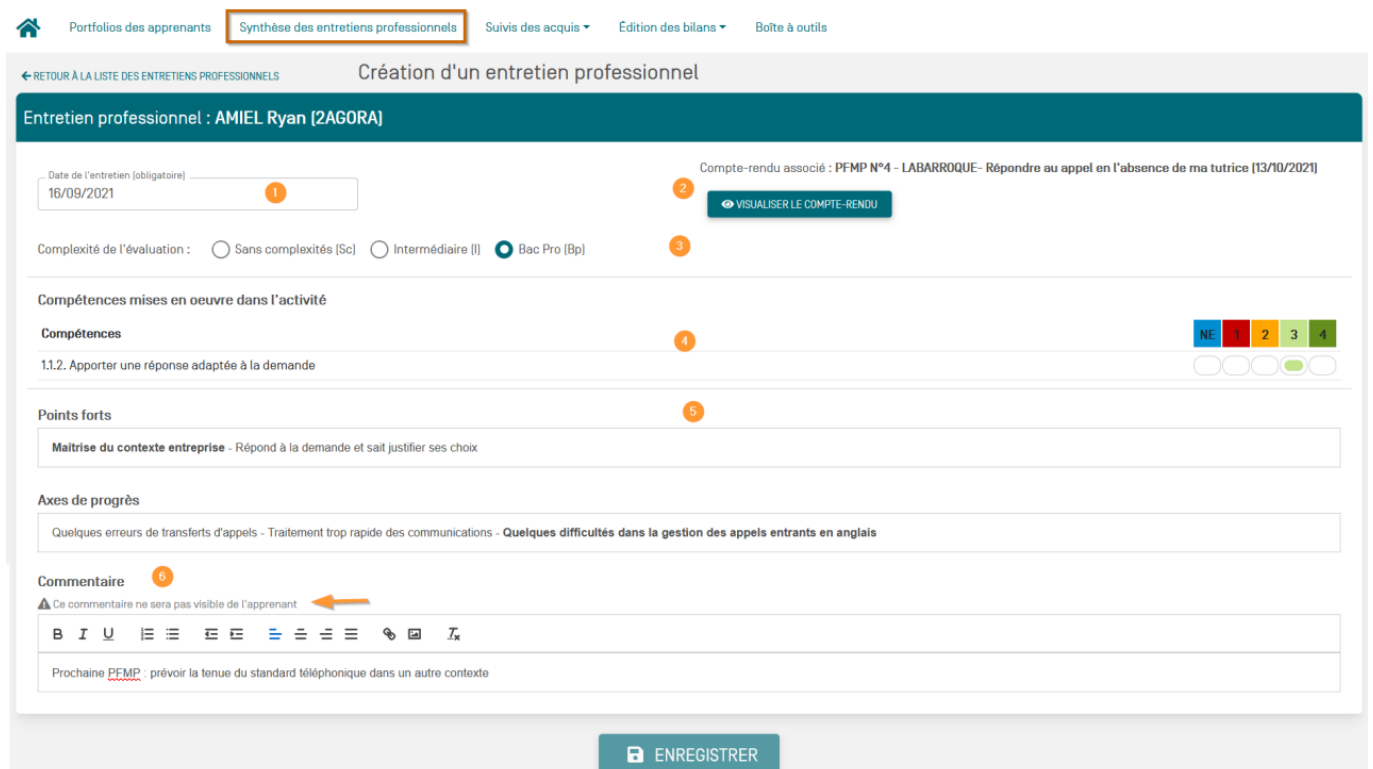 Portfolios des apprenants Synthèse des entretiens professionnels Suivis des acquis Édition des bilans Boîte à outils
RETOUR À LA LISTE DES ENTRETIENS PROFESSIONNELS Création d'un entretien professionnel
Entretien professionnel : AMIEL Ryan (2AGORA)
Compte-rendu associé : PFMP N°4 - LABARROQUE- Répondre au appel en l'absence de ma tutrice (13/10/2021)
Date de l'entretien (obligatoire)
16/09/2021 1
2 VISUALISER LE COMPTE-RENDU
Complexité de l'évaluation : Sans complexités (Sc) Intermédiaire (I) Bac Pro (Bp) 3
Compétences mises en oeuvre dans l'activité
Compétences 4 NE 1 2 3 4
1.1.2. Apporter une réponse adaptée à la demande
Points forts 5
Maîtrise du contexte entreprise - Répond à la demande et sait justifier ses choix
Axes de progrès
Quelques erreurs de transferts d'appels - Traitement trop rapide des communications - Quelques difficultés dans la gestion des appels entrants en anglais
Commentaire 6
Ce commentaire ne sera pas visible de l'apprenant
B I U
Prochaine PFMP : prévoir la tenue du standard téléphonique dans un autre contexte
ENREGISTRER